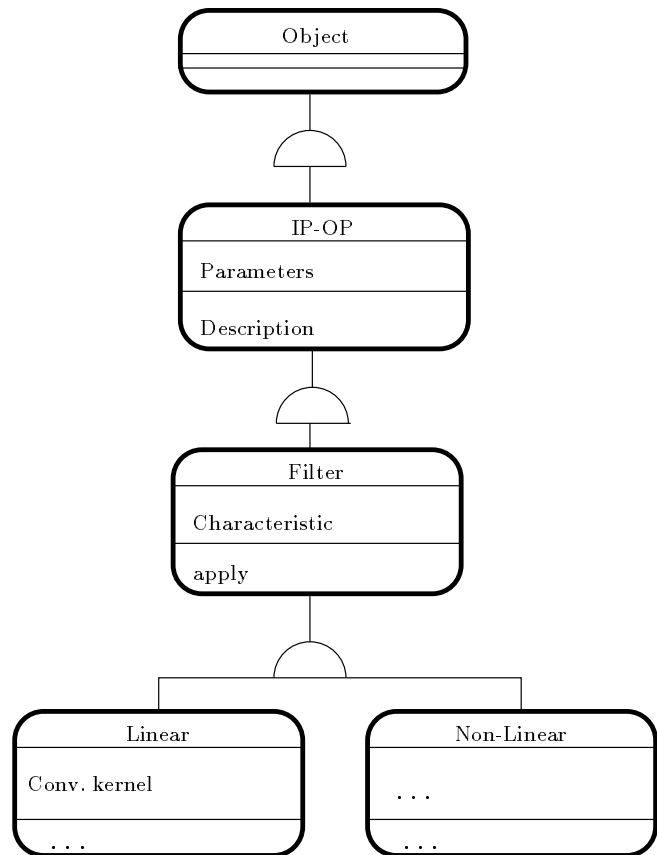 Object
IP-OP
Parameters
Description
Filter
Characteristic
apply
Linear
Conv. kernel
. . .
Non-Linear
. . .
. . .